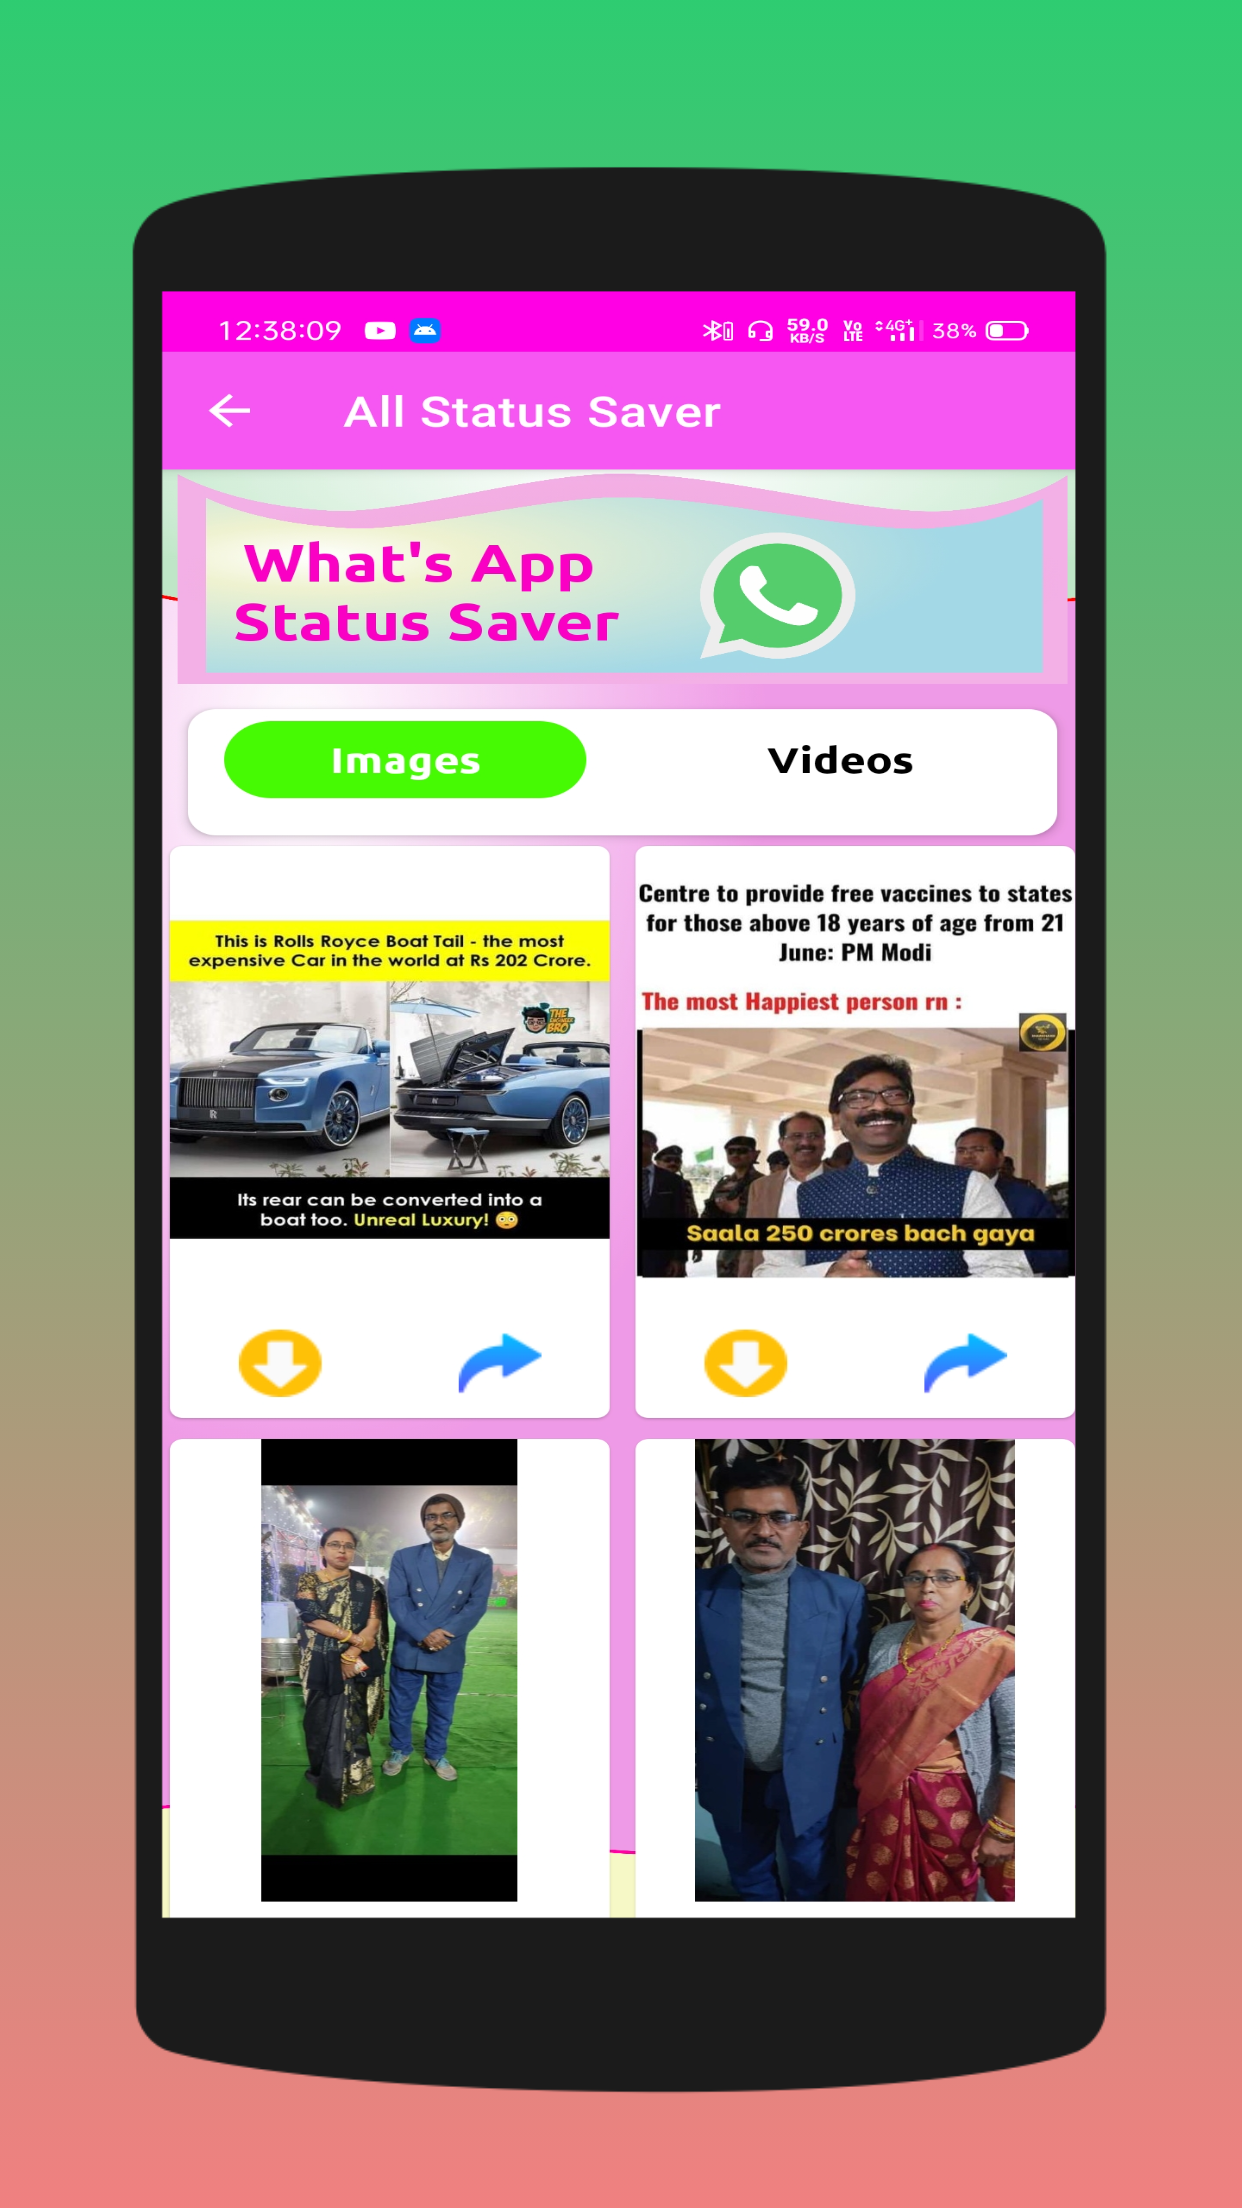 12:38:09
59.0
KB/S
Vo
LTE
4G+
38%
All Status Saver
What's App
Status Saver
Images
Videos
This is Rolls Royce Boat Tail - the most
expensive Car in the world at Rs 202 Crore.
THE
BRO
Its rear can be converted into a
boat too. Unreal Luxury! 😳
Centre to provide free vaccines to states
for those above 18 years of age from 21
June: PM Modi
The most Happiest person rn :
Saala 250 crores bach gaya